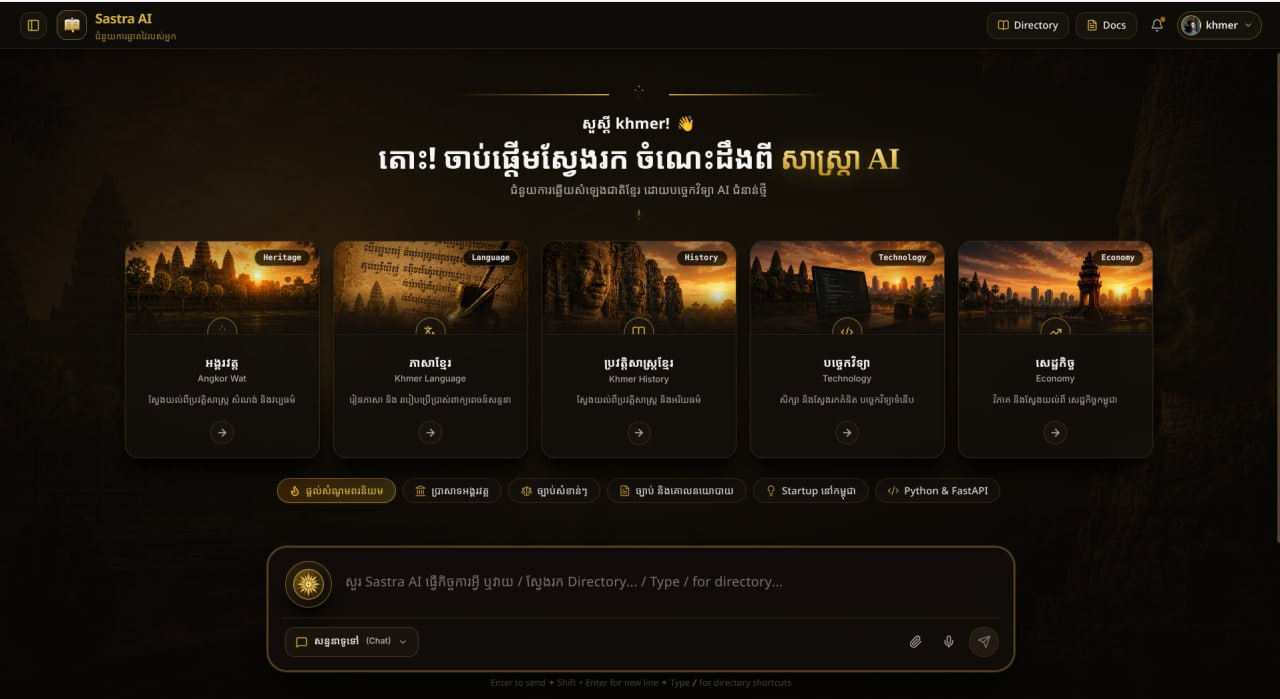 Sastra AI
ជំនួយការឆ្លាតវៃរបស់អ្នក
Directory
Docs
khmer
សួស្តី khmer! 👋
តោះ! ចាប់ផ្តើមស្វែងរក ចំណេះដឹងពី សាស្ត្រា AI
ជំនួយការឆ្លើយសំឡេងជាតិខ្មែរ ដោយបច្ចេកវិទ្យា AI ជំនាន់ថ្មី
Heritage
អង្គរវត្ត
Angkor Wat
ស្វែងយល់ពីប្រវត្តិសាស្ត្រ សំណង់ និងវប្បធម៌
Language
ភាសាខ្មែរ
Khmer Language
រៀនភាសា និង របៀបប្រើប្រាស់ពាក្យពេចន៍សន្ទនា
History
ប្រវត្តិសាស្ត្រខ្មែរ
Khmer History
ស្វែងយល់ពីប្រវត្តិសាស្ត្រ និងអរិយធម៌
Technology
បច្ចេកវិទ្យា
Technology
សិក្សា និងស្វែងរកគំនិត បច្ចេកវិទ្យាទំនើប
Economy
សេដ្ឋកិច្ច
Economy
វិភាគ និងស្វែងយល់ពី សេដ្ឋកិច្ចកម្ពុជា
ផ្តល់សំណូមពរនិយម
ប្រាសាទអង្គរវត្ត
ច្បាប់សំខាន់ៗ
ច្បាប់ និងគោលនយោបាយ
Startup នៅកម្ពុជា
Python & FastAPI
សួរ Sastra AI ធ្វើកិច្ចការអ្វី ឬវាយ / ស្វែងរក Directory... / Type / for directory...
សន្ទនាទូទៅ (Chat)
Enter to send • Shift + Enter for new line • Type / for directory shortcuts